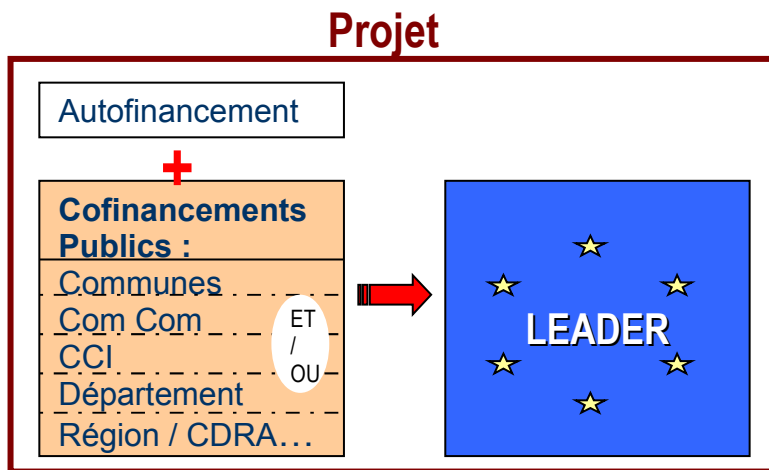 Projet
Autofinancement
+
Cofinancements
Publics :
Communes
Com Com
CCI
Département
Région / CDRA…
ET
/
OU
LEADER